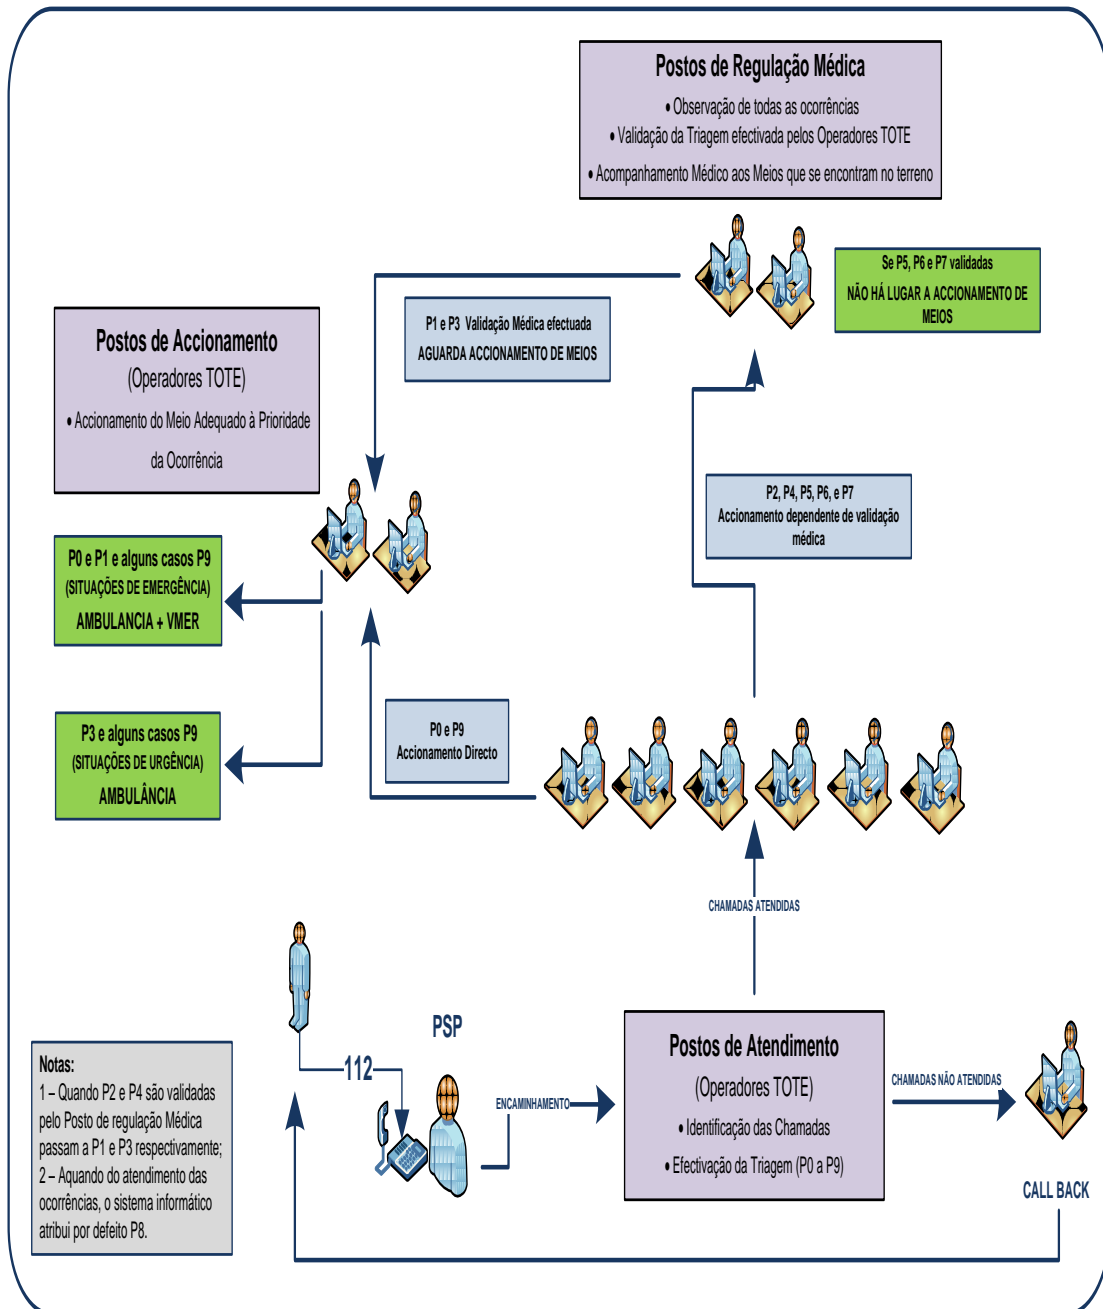 Postos de Regulação Médica
• Observação de todas as ocorrências
• Validação da Triagem efectivada pelos Operadores TOTE
• Acompanhamento Médico aos Meios que se encontram no terreno
Se P5, P6 e P7 validadas
NÃO HÁ LUGAR A ACCIONAMENTO DE
MEIOS
P1 e P3 Validação Médica efectuada
AGUARDA ACCIONAMENTO DE MEIOS
Postos de Accionamento
(Operadores TOTE)
• Accionamento do Meio Adequado à Prioridade
da Ocorrência
P2, P4, P5, P6, e P7
Accionamento dependente de validação
médica
P0 e P1 e alguns casos P9
(SITUAÇÕES DE EMERGÊNCIA)
AMBULANCIA + VMER
P3 e alguns casos P9
(SITUAÇÕES DE URGÊNCIA)
AMBULÂNCIA
P0 e P9
Accionamento Directo
CHAMADAS ATENDIDAS
PSP
112
ENCAMINHAMENTO
Postos de Atendimento
(Operadores TOTE)
• Identificação das Chamadas
• Efectivação da Triagem (P0 a P9)
CHAMADAS NÃO ATENDIDAS
CALL BACK
Notas:
1 – Quando P2 e P4 são validadas
pelo Posto de regulação Médica
passam a P1 e P3 respectivamente;
2 – Aquando do atendimento das
ocorrências, o sistema informático
atribui por defeito P8.